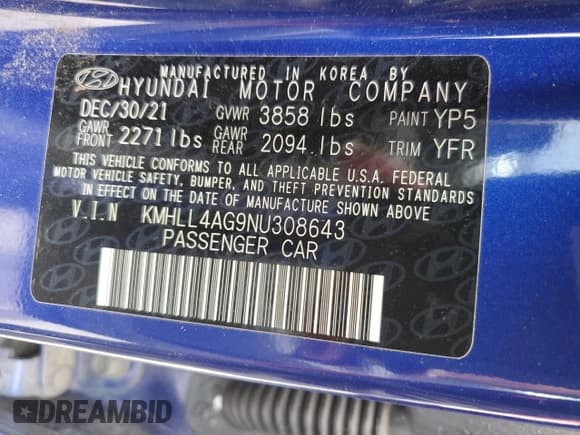 MANUFACTURED IN KOREA BY
HYUNDAI MOTOR COMPANY
DEC/30/21 GVWR 3858 lbs PAINT YP5
GAWR FRONT 2271 lbs GAWR REAR 2094.lbs TRIM YFR
THIS VEHICLE CONFORMS TO ALL APPLICABLE U.S.A. FEDERAL
MOTOR VEHICLE SAFETY, BUMPER, AND THEFT PREVENTION STANDARDS
IN EFFECT ON THE DATE OF MANUFACTURE SHOWN ABOVE
V.I.N KMHLL4AG9NU308643
PASSENGER CAR
DREAMBID